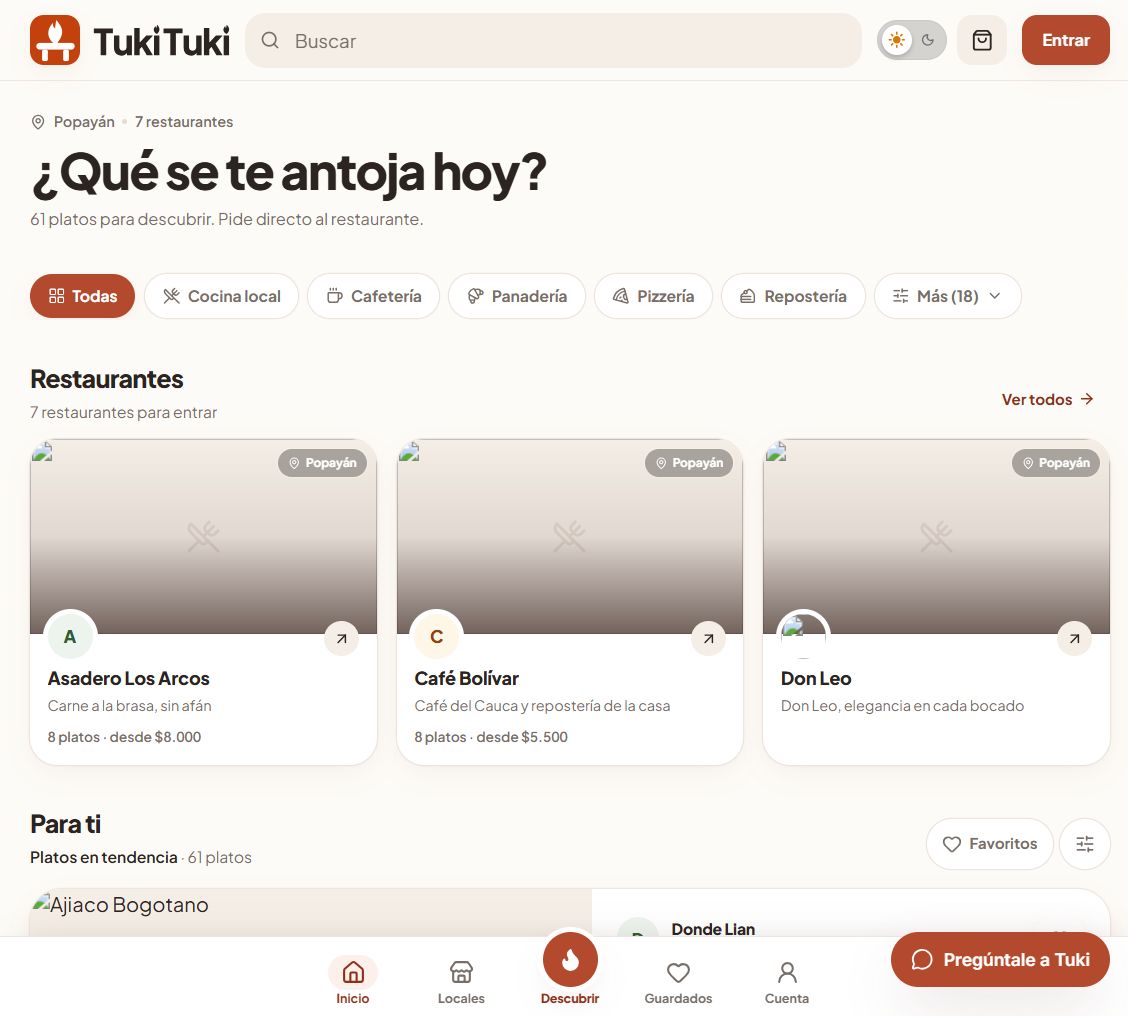 TukiTuki
Buscar
Entrar
Popayán • 7 restaurantes
¿Qué se te antoja hoy?
61 platos para descubrir. Pide directo al restaurante.
Todas
Cocina local
Cafetería
Panadería
Pizzería
Repostería
Más (18)
Restaurantes
7 restaurantes para entrar
Ver todos
Popayán
Popayán
Popayán
A
C
Asadero Los Arcos
Café Bolívar
Don Leo
Carne a la brasa, sin afán
Café del Cauca y repostería de la casa
Don Leo, elegancia en cada bocado
8 platos · desde $8.000
8 platos · desde $5.500
Para ti
Platos en tendencia · 61 platos
Favoritos
Ajiaco Bogotano
D
Donde Lian
Inicio
Locales
Descubrir
Guardados
Cuenta
Pregúntale a Tuki